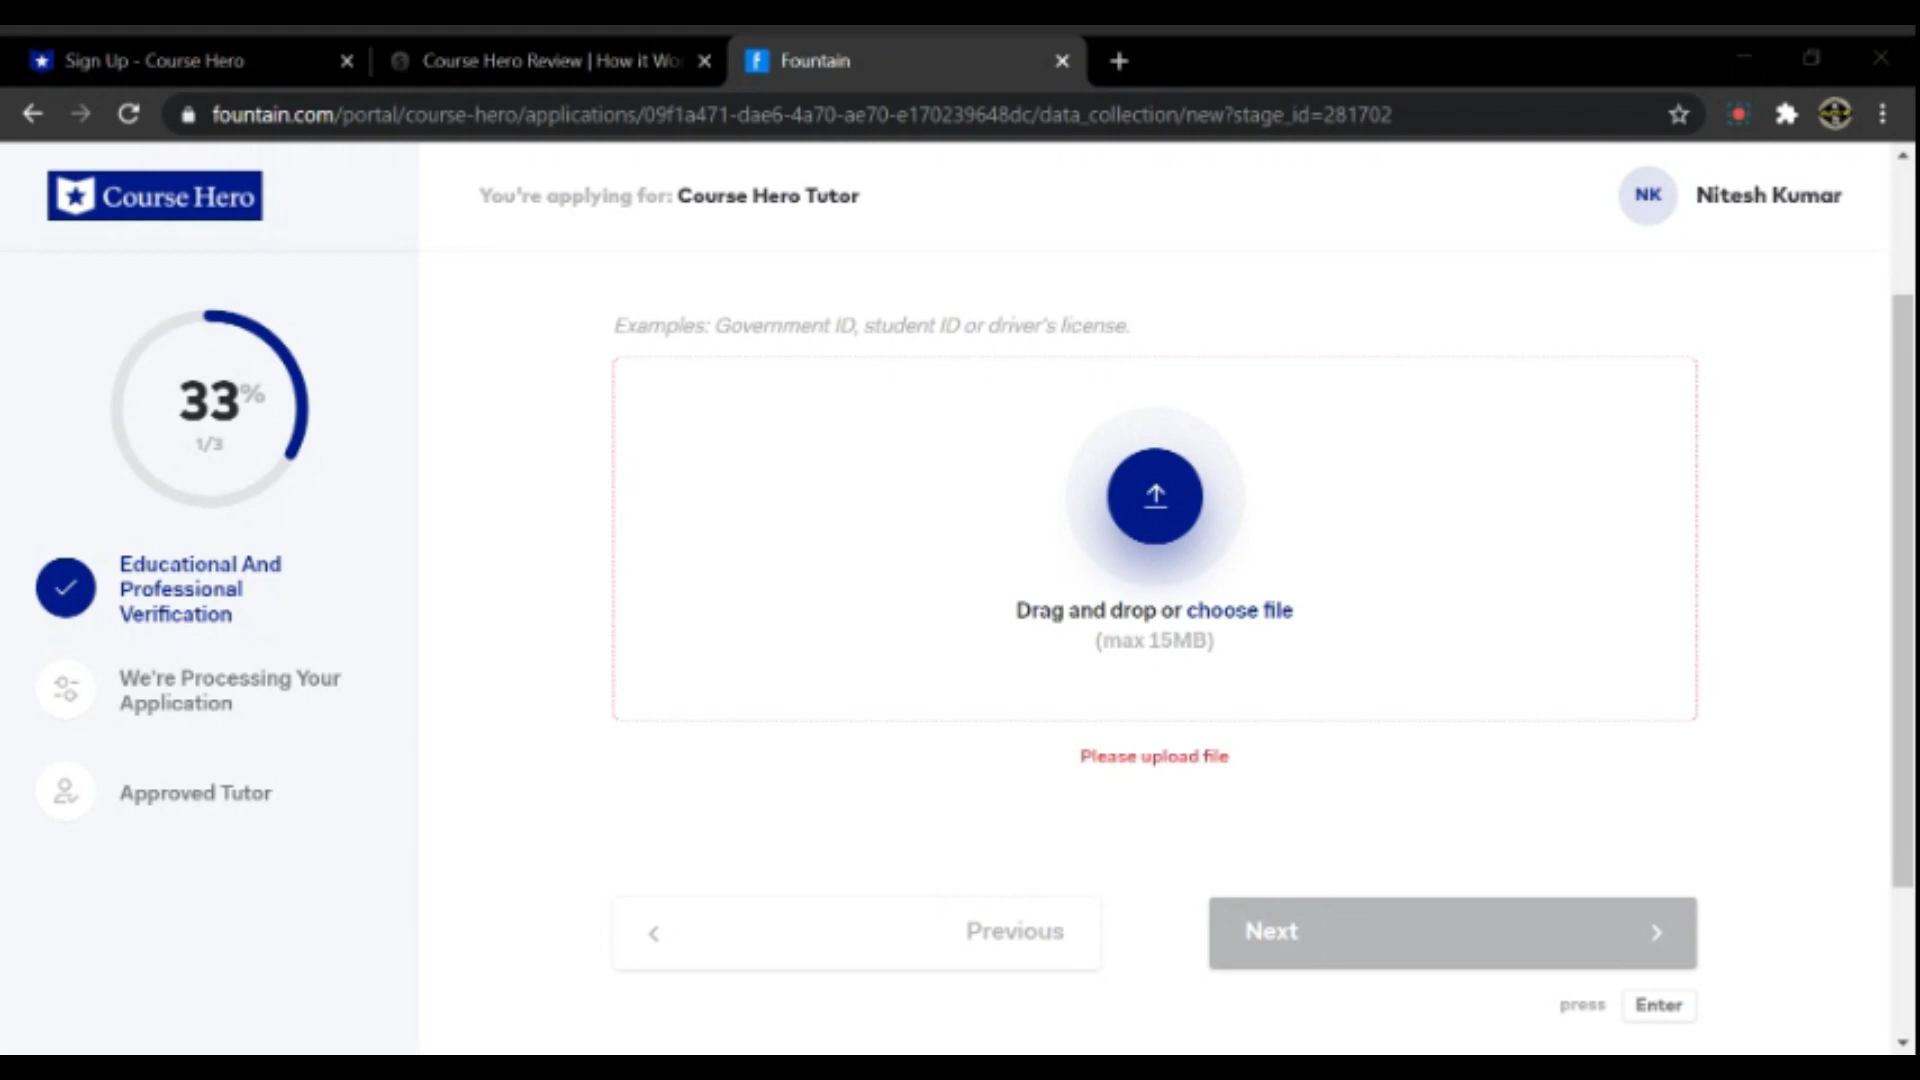 Sign Up - Course Hero
Course Hero Review | How it Wo
Fountain
fountain.com/portal/course-hero/applications/09f1a471-dae6-4a70-ae70-e170239648dc/data_collection/new?stage_id=281702
Course Hero
You're applying for: Course Hero Tutor
NK
Nitesh Kumar
Examples: Government ID, student ID or driver's license.
33%
1/3
Educational And
Professional
Verification
We're Processing Your
Application
Approved Tutor
Drag and drop or choose file
(max 15MB)
Please upload file
Previous
Next
press Enter